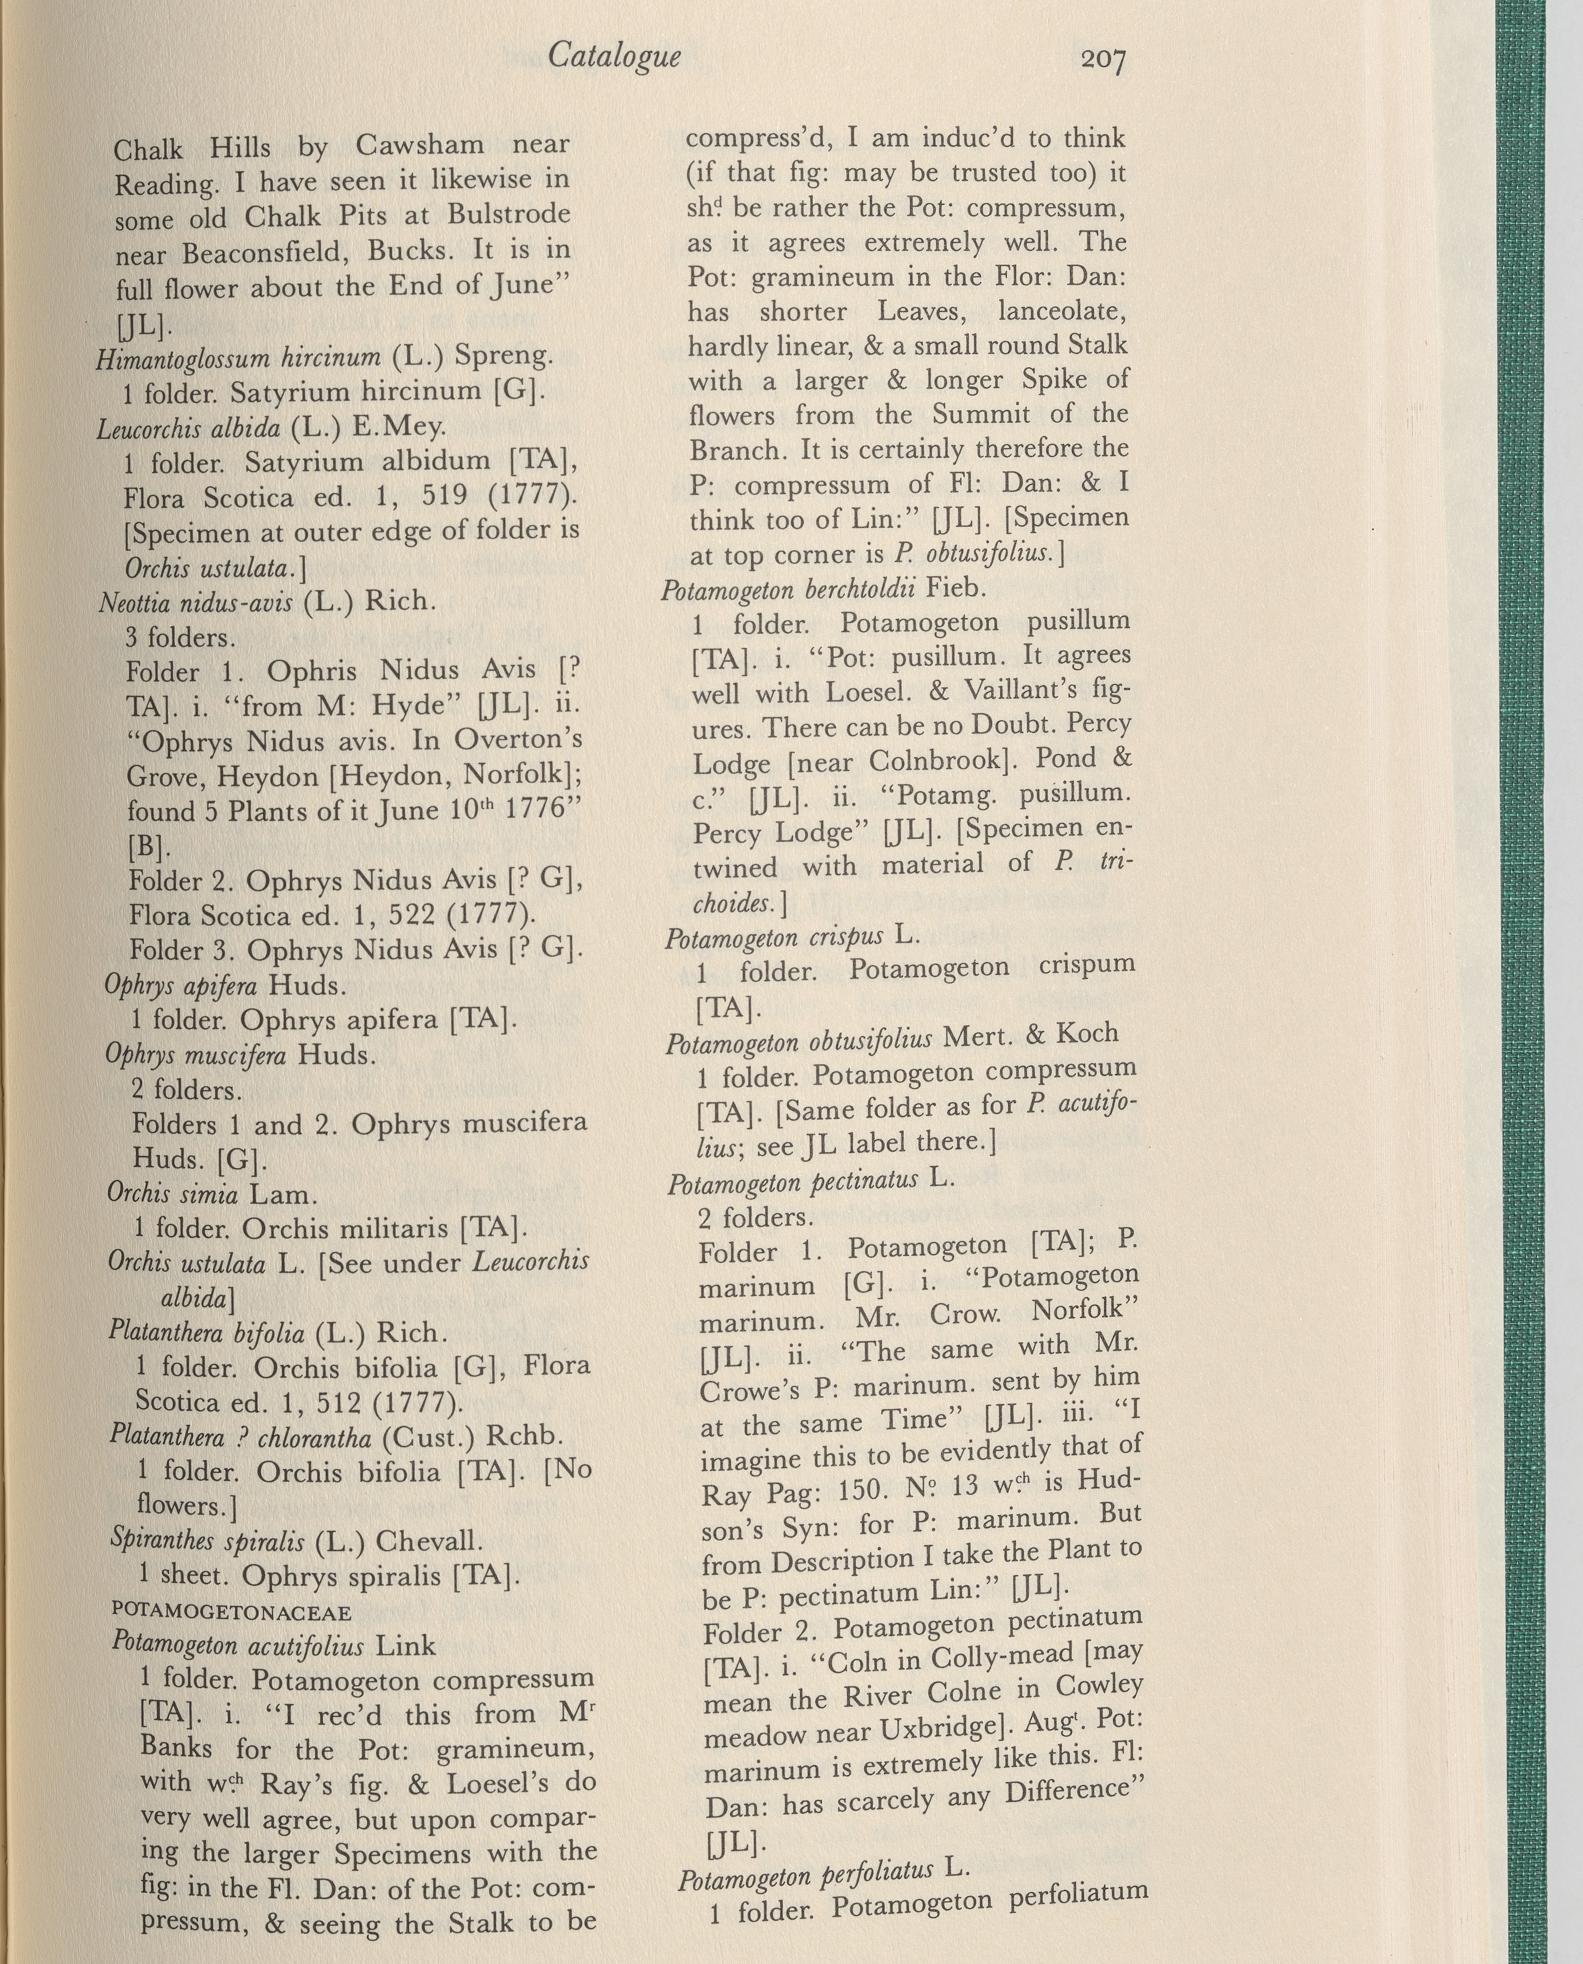 Catalogue
207
Chalk Hills by Cawsham near
Reading. I have seen it likewise in
some old Chalk Pits at Bulstrode
near Beaconsfield, Bucks. It is in
full flower about the End of June”
[JL].
Himantoglossum hircinum (L.) Spreng.
1 folder. Satyrium hircinum [G].
Leucorchis albida (L.) E.Mey.
1 folder. Satyrium albidum [TA],
Flora Scotica ed. 1, 519 (1777).
[Specimen at outer edge of folder is
Orchis ustulata.]
Neottia nidus-avis (L.) Rich.
3 folders.
Folder 1. Ophris Nidus Avis [?
TA]. i. “from M: Hyde” [JL]. ii.
“Ophrys Nidus avis. In Overton’s
Grove, Heydon [Heydon, Norfolk];
found 5 Plants of it June 10th 1776”
[B].
Folder 2. Ophrys Nidus Avis [? G],
Flora Scotica ed. 1, 522 (1777).
Folder 3. Ophrys Nidus Avis [? G].
Ophrys apifera Huds.
1 folder. Ophrys apifera [TA].
Ophrys muscifera Huds.
2 folders.
Folders 1 and 2. Ophrys muscifera
Huds. [G].
Orchis simia Lam.
1 folder. Orchis militaris [TA].
Orchis ustulata L. [See under Leucorchis
albida]
Platanthera bifolia (L.) Rich.
1 folder. Orchis bifolia [G], Flora
Scotica ed. 1, 512 (1777).
Platanthera ? chlorantha (Cust.) Rchb.
1 folder. Orchis bifolia [TA]. [No
flowers.]
Spiranthes spiralis (L.) Chevall.
1 sheet. Ophrys spiralis [TA].
POTAMOGETONACEAE
Potamogeton acutifolius Link
1 folder. Potamogeton compressum
[TA]. i. “I rec’d this from Mr
Banks for the Pot: gramineum,
with wch Ray’s fig. & Loesel’s do
very well agree, but upon compar-
ing the larger Specimens with the
fig: in the Fl. Dan: of the Pot: com-
pressum, & seeing the Stalk to be
compress’d, I am induc’d to think
(if that fig: may be trusted too) it
shd be rather the Pot: compressum,
as it agrees extremely well. The
Pot: gramineum in the Flor: Dan:
has shorter Leaves, lanceolate,
hardly linear, & a small round Stalk
with a larger & longer Spike of
flowers from the Summit of the
Branch. It is certainly therefore the
P: compressum of Fl: Dan: & I
think too of Lin:” [JL]. [Specimen
at top corner is P. obtusifolius.]
Potamogeton berchtoldii Fieb.
1 folder. Potamogeton pusillum
[TA]. i. “Pot: pusillum. It agrees
well with Loesel. & Vaillant’s fig-
ures. There can be no Doubt. Percy
Lodge [near Colnbrook]. Pond &
c.” [JL]. ii. “Potamg. pusillum.
Percy Lodge” [JL]. [Specimen en-
twined with material of P. tri-
choides.]
Potamogeton crispus L.
1 folder. Potamogeton crispum
[TA].
Potamogeton obtusifolius Mert. & Koch
1 folder. Potamogeton compressum
[TA]. [Same folder as for P. acutifo-
lius; see JL label there.]
Potamogeton pectinatus L.
2 folders.
Folder 1. Potamogeton [TA]; P.
marinum [G]. i. “Potamogeton
marinum. Mr. Crow. Norfolk”
[JL]. ii. “The same with Mr.
Crowe’s P: marinum. sent by him
at the same Time” [JL]. iii. “I
imagine this to be evidently that of
Ray Pag: 150. No 13 wch is Hud-
son’s Syn: for P: marinum. But
from Description I take the Plant to
be P: pectinatum Lin:” [JL].
Folder 2. Potamogeton pectinatum
[TA]. i. “Coln in Colly-mead [may
mean the River Colne in Cowley
meadow near Uxbridge]. Augt. Pot:
marinum is extremely like this. Fl:
Dan: has scarcely any Difference”
[JL].
Potamogeton perfoliatus L.
1 folder. Potamogeton perfoliatum